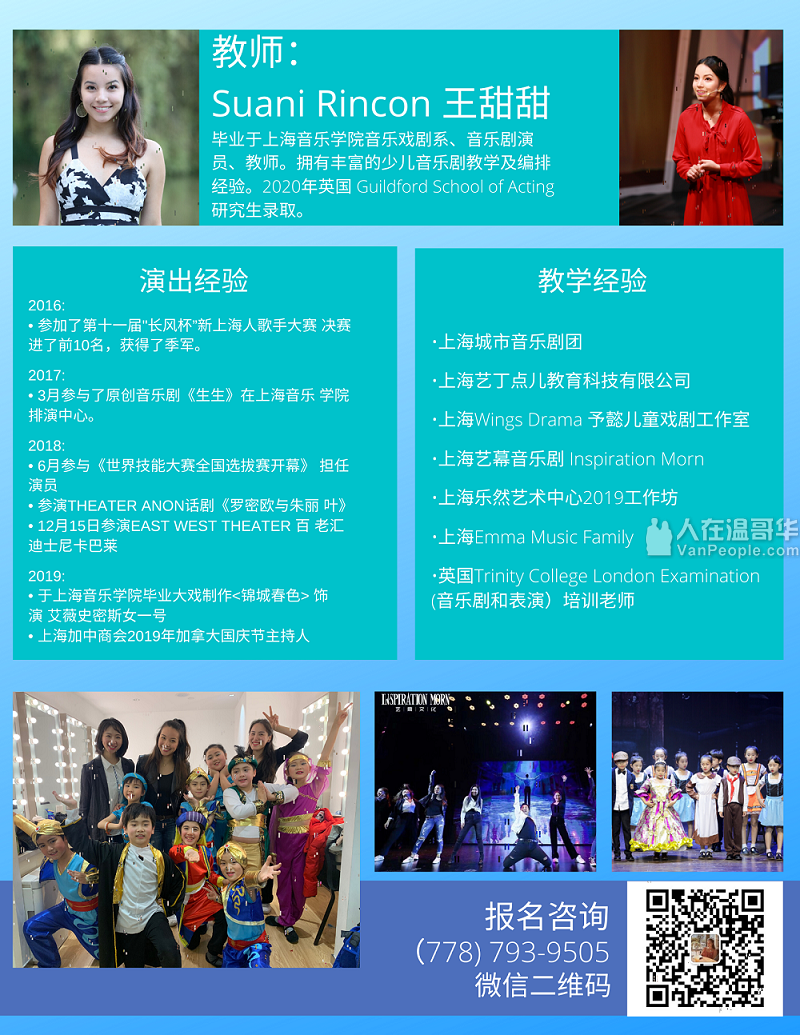 教师：
Suani Rincon 王甜甜
毕业于上海音乐学院音乐戏剧系、音乐剧演
员、教师。拥有丰富的少儿音乐剧教学及编排
经验。2020年英国 Guildford School of Acting
研究生录取。
演出经验
2016:
• 参加了第十一届"长风杯"新上海人歌手大赛 决赛
进了前10名，获得了季军。
2017:
• 3月参与了原创音乐剧《生生》在上海音乐 学院
排演中心。
2018:
• 6月参与《世界技能大赛全国选拔赛开幕》 担任
演员
• 参演THEATER ANON话剧《罗密欧与朱丽 叶》
• 12月15日参演EAST WEST THEATER 百 老汇
迪士尼卡巴莱
2019:
• 于上海音乐学院毕业大戏制作<锦城春色> 饰
演 艾薇史密斯女一号
• 上海加中商会2019年加拿大国庆节主持人
教学经验
·上海城市音乐剧团
·上海艺丁点儿教育科技有限公司
·上海Wings Drama 予懿儿童戏剧工作室
·上海艺幕音乐剧 Inspiration Morn
·上海乐然艺术中心2019工作坊
·上海Emma Music Family
·英国Trinity College London Examination
(音乐剧和表演）培训老师
人在温哥华
VanPeople.com
INSPIRATION MORN
艺幕文化
报名咨询
（778) 793-9505
微信二维码